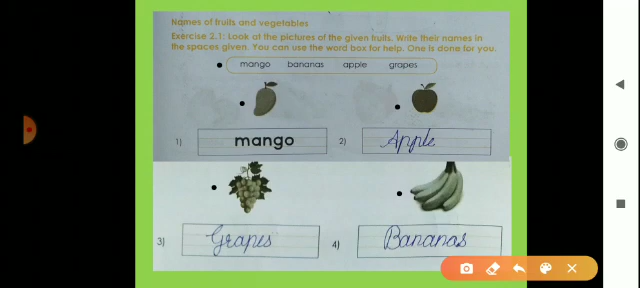 Names of fruits and vegetables
Exercise 2.1: Look at the pictures of the given fruits. Write their names in
the spaces given. You can use the word box for help. One is done for you.
mango bananas apple grapes
1) mango 2) Apple
3) Grapes 4) Bananas